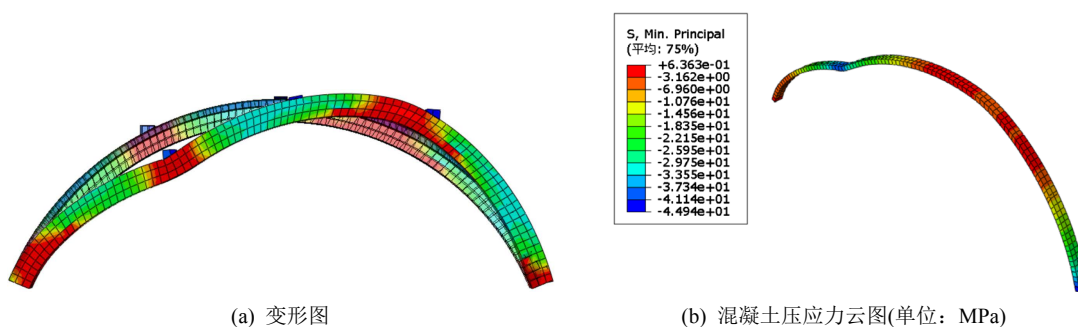 S, Min. Principal
(平均: 75%)
+6.363e-01
-3.162e+00
-6.960e+00
-1.076e+01
-1.456e+01
-1.835e+01
-2.215e+01
-2.595e+01
-2.975e+01
-3.355e+01
-3.734e+01
-4.114e+01
-4.494e+01
(a) 变形图
(b) 混凝土压应力云图(单位：MPa)